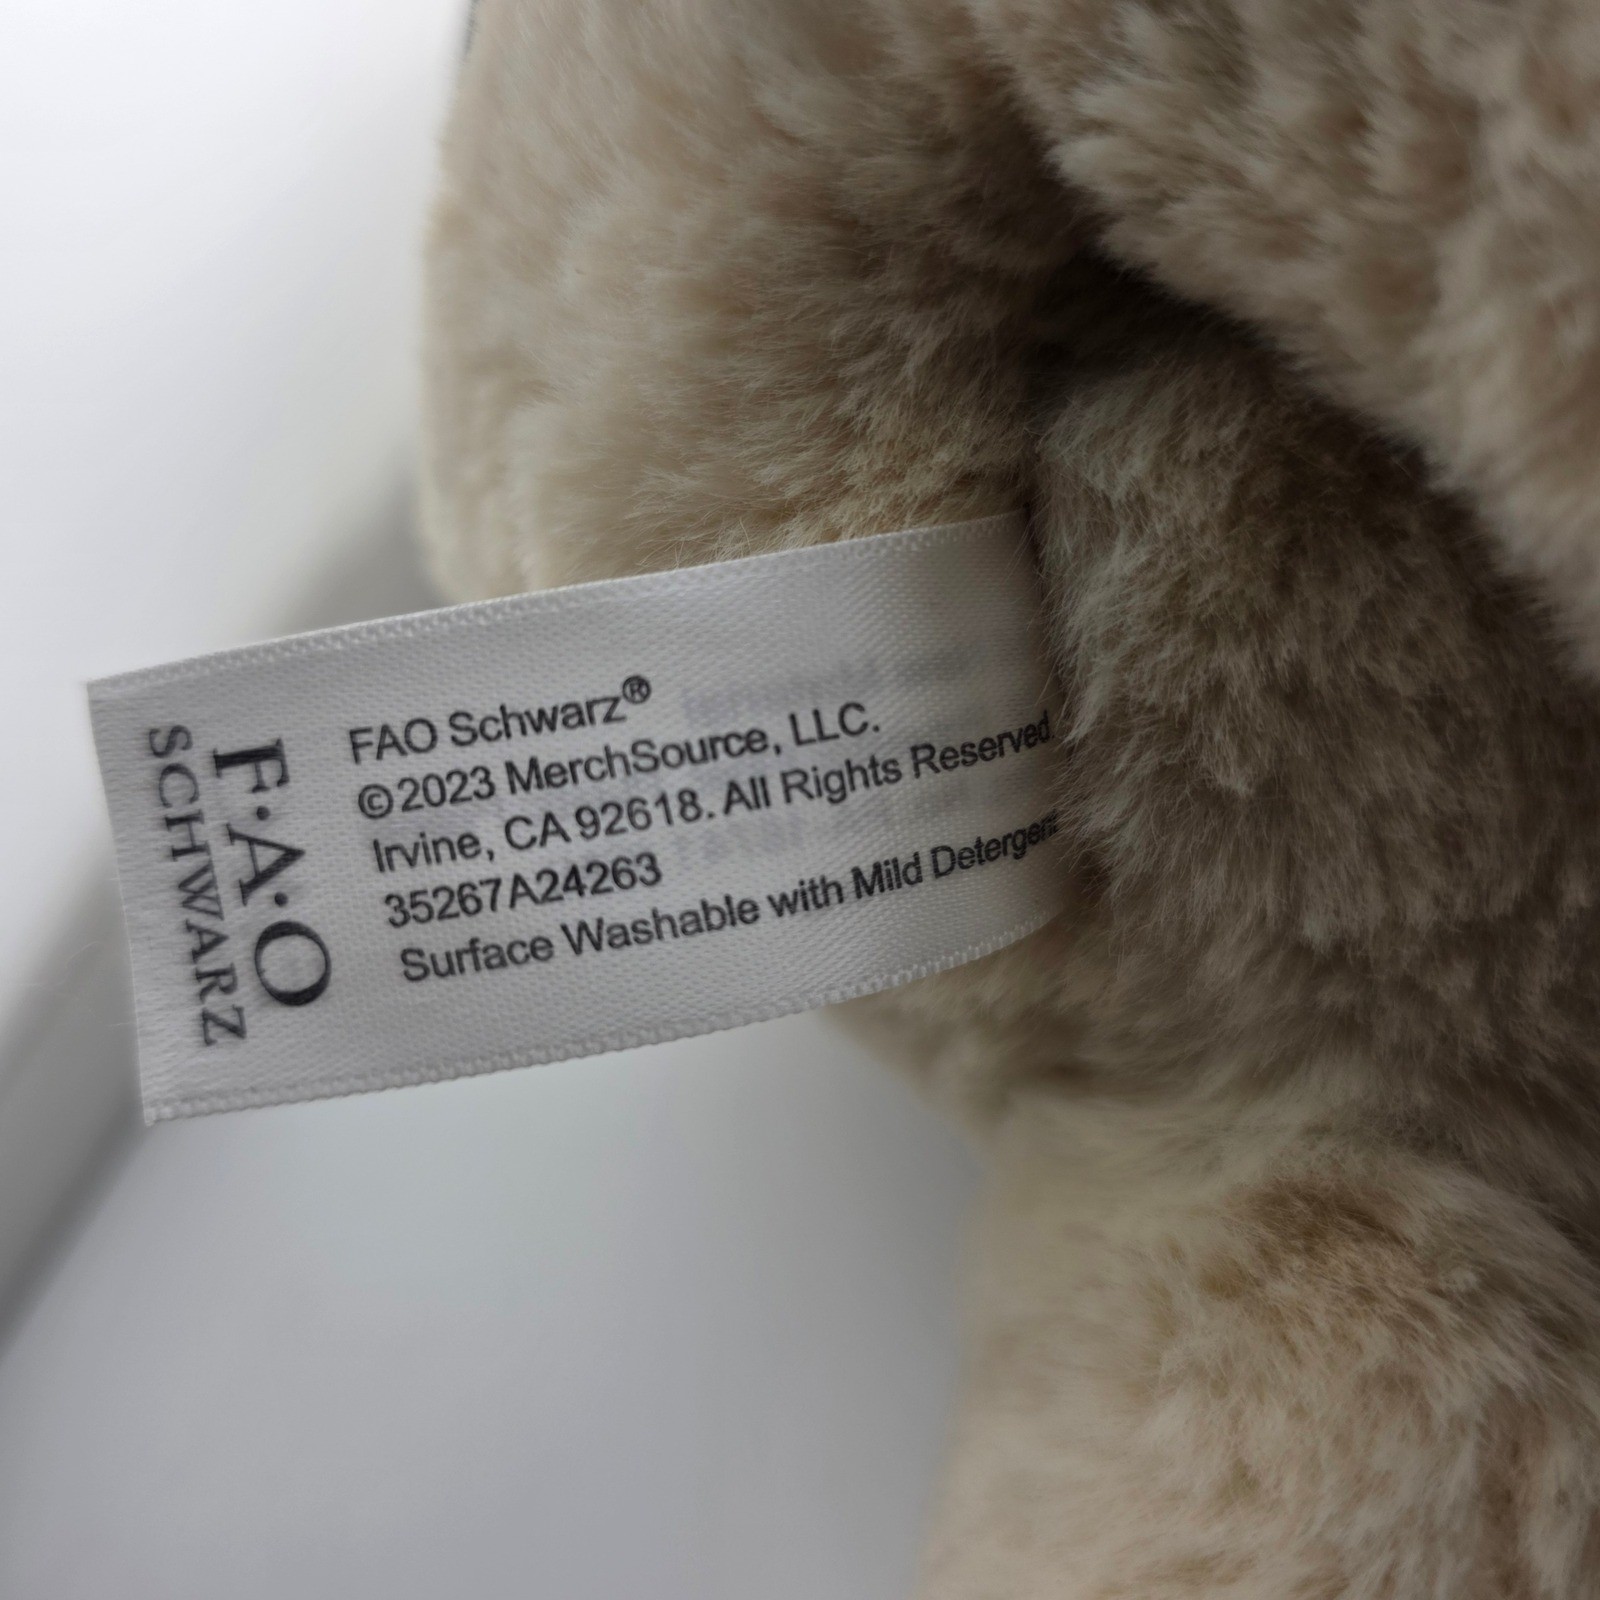 F·A·O
SCHWARZ
FAO Schwarz®
©2023 MerchSource, LLC.
Irvine, CA 92618. All Rights Reserved.
35267A24263
Surface Washable with Mild Detergent